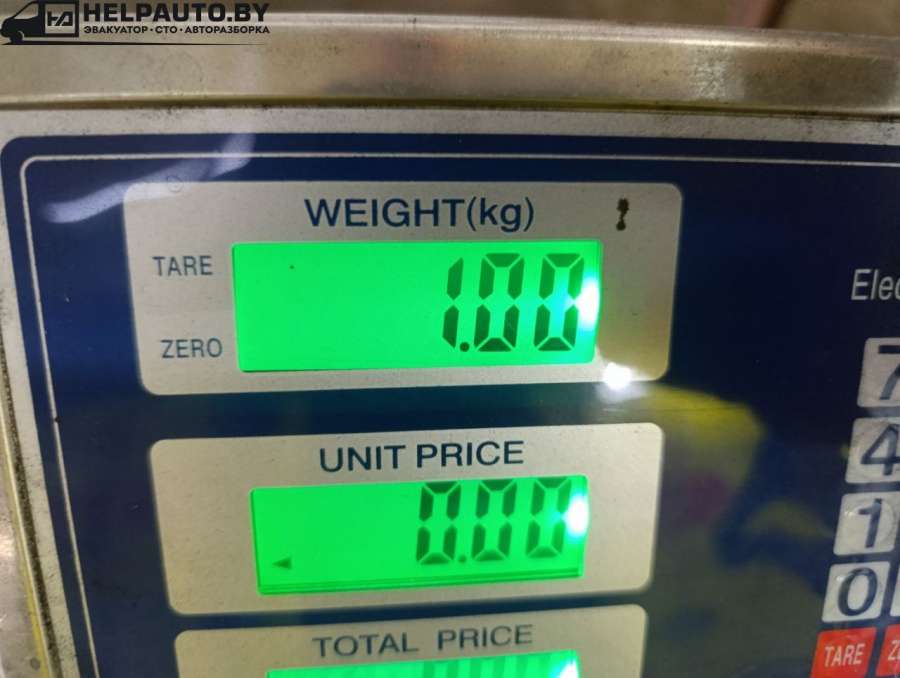 HELPAUTO.BY
ЭВАКУАТОР • СТО • АВТОРАЗБОРКА
WEIGHT(kg)
TARE
1.00
ZERO
Elec
UNIT PRICE
0.00
7
4
1
0
TOTAL PRICE
TARE